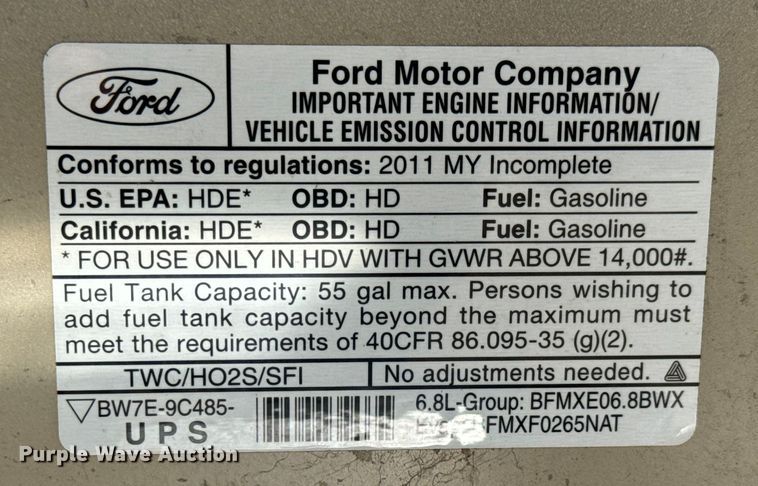 Ford
Ford Motor Company
IMPORTANT ENGINE INFORMATION/
VEHICLE EMISSION CONTROL INFORMATION
Conforms to regulations: 2011 MY Incomplete
U.S. EPA: HDE* OBD: HD Fuel: Gasoline
California: HDE* OBD: HD Fuel: Gasoline
* FOR USE ONLY IN HDV WITH GVWR ABOVE 14,000#.
Fuel Tank Capacity: 55 gal max. Persons wishing to
add fuel tank capacity beyond the maximum must
meet the requirements of 40CFR 86.095-35 (g)(2).
TWC/HO2S/SFI No adjustments needed.
BW7E-9C485- 6.8L-Group: BFMXE06.8BWX
UPS FMXF0265NAT
Purple Wave Auction